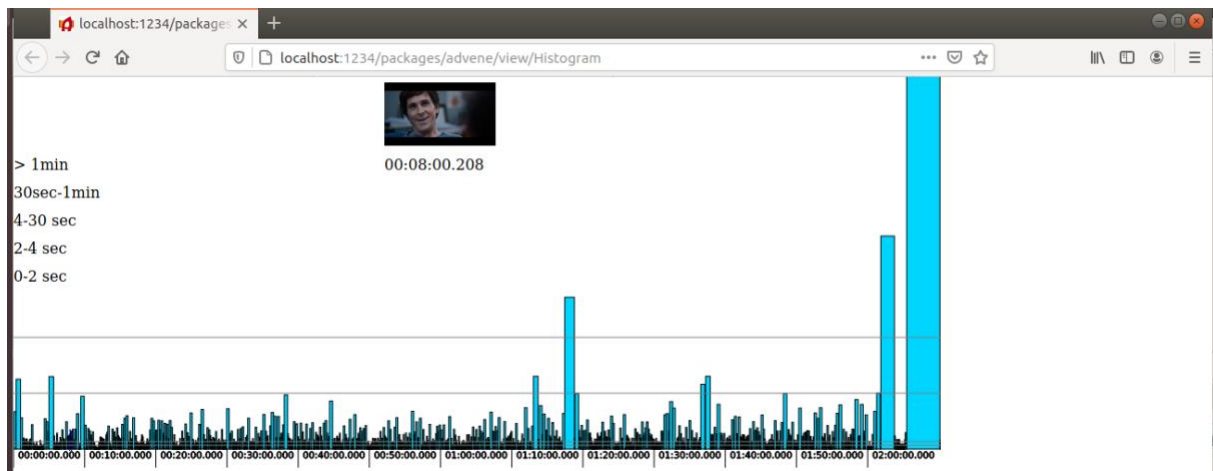 localhost:1234/packages
localhost:1234/packages/advene/view/Histogram
> 1min
00:08:00.208
30sec-1min
4-30 sec
2-4 sec
0-2 sec
00:00:00.000 00:10:00.000 00:20:00.000 00:30:00.000 00:40:00.000 00:50:00.000 01:00:00.000 01:10:00.000 01:20:00.000 01:30:00.000 01:40:00.000 01:50:00.000 02:00:00.000